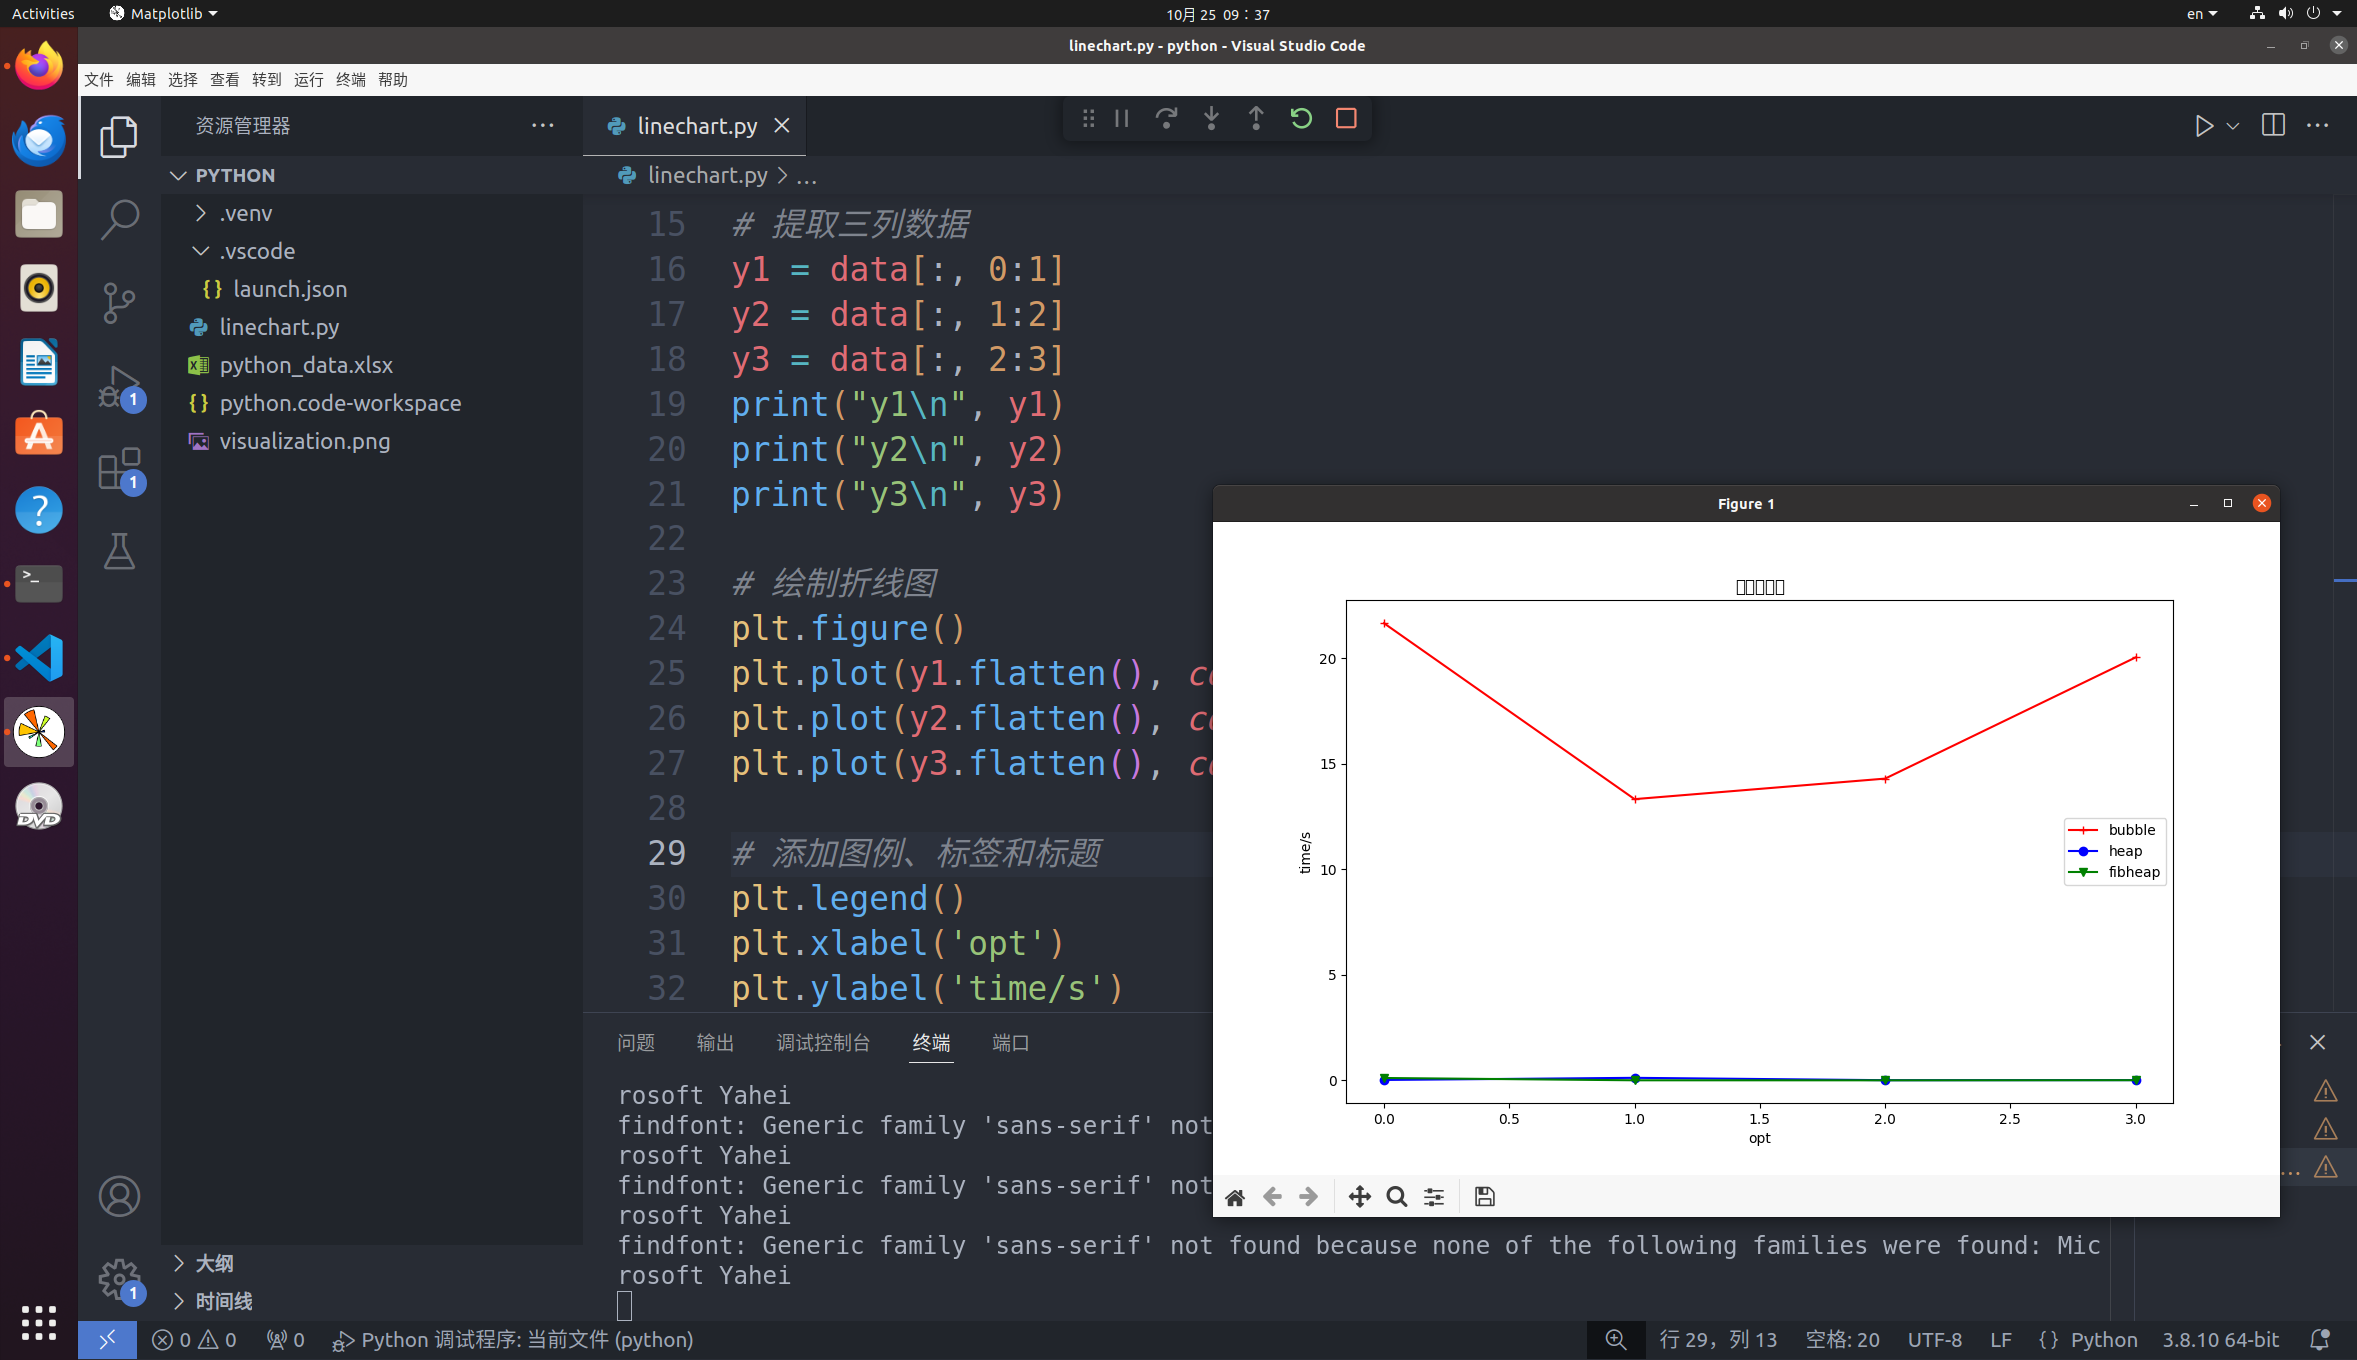 Activities
Matplotlib
10月 25 09：37
en
linechart.py - python - Visual Studio Code
文件 编辑 选择 查看 转到 运行 终端 帮助
资源管理器
PYTHON
.venv
.vscode
launch.json
linechart.py
python_data.xlsx
python.code-workspace
visualization.png
大纲
时间线
1
1
1
linechart.py
linechart.py > ...
15 # 提取三列数据
16 y1 = data[:, 0:1]
17 y2 = data[:, 1:2]
18 y3 = data[:, 2:3]
19 print("y1\n", y1)
20 print("y2\n", y2)
21 print("y3\n", y3)
22
23 # 绘制折线图
24 plt.figure()
25 plt.plot(y1.flatten(), c
26 plt.plot(y2.flatten(), c
27 plt.plot(y3.flatten(), c
28
29 # 添加图例、标签和标题
30 plt.legend()
31 plt.xlabel('opt')
32 plt.ylabel('time/s')
Figure 1
20
15
10
5
0
time/s
0.0 0.5 1.0 1.5 2.0 2.5 3.0
opt
bubble
heap
fibheap
问题 输出 调试控制台 终端 端口
rosoft Yahei
findfont: Generic family 'sans-serif' not
rosoft Yahei
findfont: Generic family 'sans-serif' not
rosoft Yahei
findfont: Generic family 'sans-serif' not found because none of the following families were found: Mic
rosoft Yahei
0 0 0 Python 调试程序: 当前文件 (python)
行 29，列 13 空格: 20 UTF-8 LF {} Python 3.8.10 64-bit
DVD